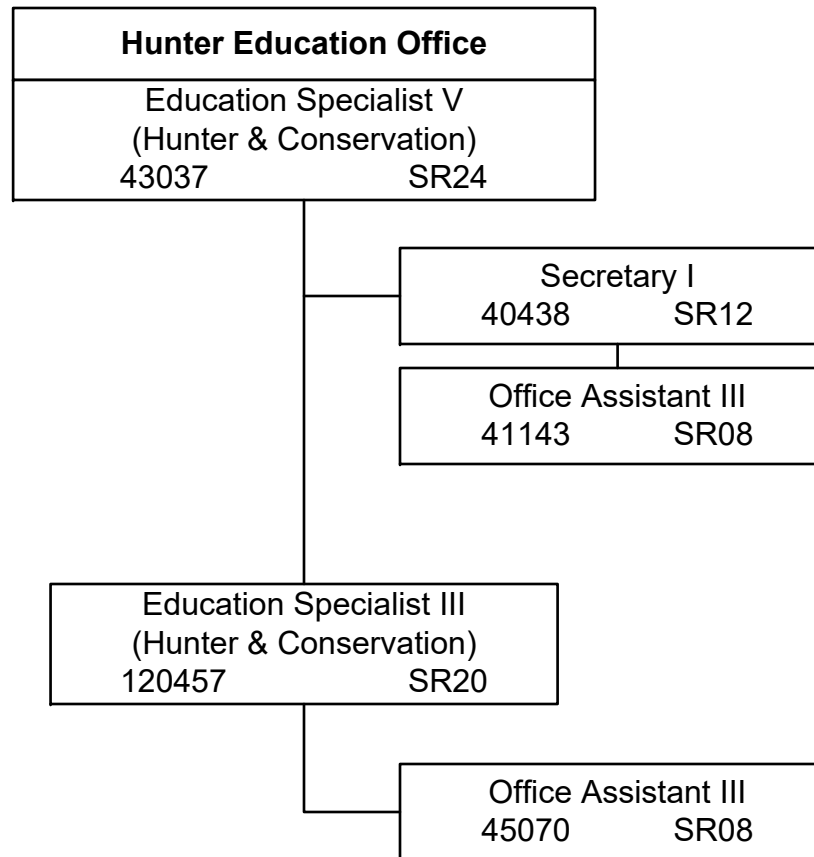 Hunter Education Office
Education Specialist V
(Hunter & Conservation)
43037 SR24
Secretary I
40438 SR12
Office Assistant III
41143 SR08
Education Specialist III
(Hunter & Conservation)
120457 SR20
Office Assistant III
45070 SR08